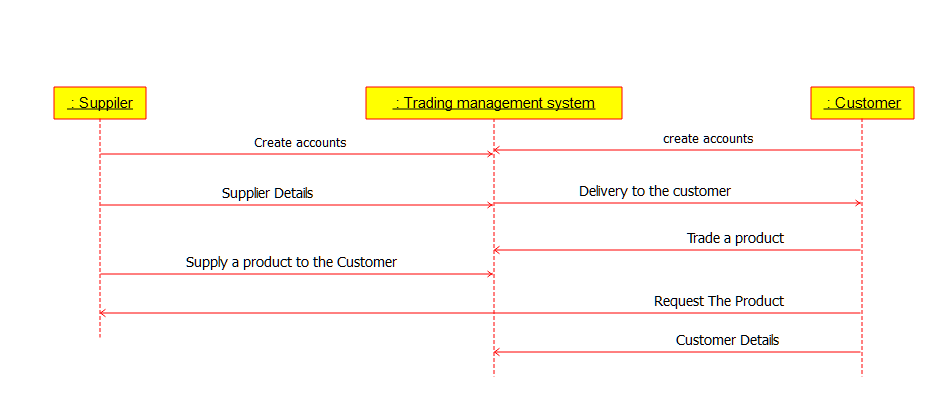 : Suppiler
: Trading management system
: Customer
Create accounts
create accounts
Supplier Details
Delivery to the customer
Trade a product
Supply a product to the Customer
Request The Product
Customer Details